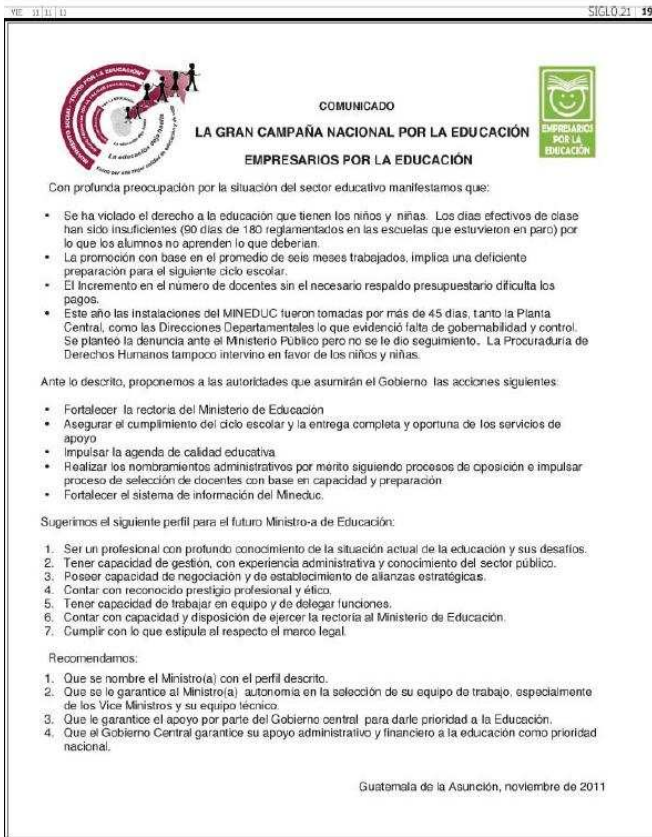 VIE 11 11 11
SIGLO.21 19
COMUNICADO
LA GRAN CAMPAÑA NACIONAL POR LA EDUCACIÓN
EMPRESARIOS POR LA EDUCACIÓN
EMPRESARIOS
POR LA
EDUCACIÓN
Con profunda preocupación por la situación del sector educativo manifestamos que:
• Se ha violado el derecho a la educación que tienen los niños y niñas. Los días efectivos de clase
han sido insuficientes (90 días de 180 reglamentados en las escuelas que estuvieron en paro) por
lo que los alumnos no aprenden lo que deberían.
• La promoción con base en el promedio de seis meses trabajados, implica una deficiente
preparación para el siguiente ciclo escolar.
• El Incremento en el número de docentes sin el necesario respaldo presupuestario dificulta los
pagos.
• Este año las instalaciones del MINEDUC fueron tomadas por más de 45 días, tanto la Planta
Central, como las Direcciones Departamentales lo que evidenció falta de gobernabilidad y control.
Se planteó la denuncia ante el Ministerio Público pero no se le dio seguimiento. La Procuraduría de
Derechos Humanos tampoco intervino en favor de los niños y niñas.
Ante lo descrito, proponemos a las autoridades que asumirán el Gobierno las acciones siguientes:
• Fortalecer la rectoría del Ministerio de Educación
• Asegurar el cumplimiento del ciclo escolar y la entrega completa y oportuna de los servicios de
apoyo
• Impulsar la agenda de calidad educativa
• Realizar los nombramientos administrativos por mérito siguiendo procesos de oposición e impulsar
proceso de selección de docentes con base en capacidad y preparación
• Fortalecer el sistema de información del Mineduc.
Sugerimos el siguiente perfil para el futuro Ministro-a de Educación:
1. Ser un profesional con profundo conocimiento de la situación actual de la educación y sus desafíos.
2. Tener capacidad de gestión, con experiencia administrativa y conocimiento del sector público.
3. Poseer capacidad de negociación y de establecimiento de alianzas estratégicas.
4. Contar con reconocido prestigio profesional y ético.
5. Tener capacidad de trabajar en equipo y de delegar funciones.
6. Contar con capacidad y disposición de ejercer la rectoría al Ministerio de Educación.
7. Cumplir con lo que estipula al respecto el marco legal.
Recomendamos:
1. Que se nombre el Ministro(a) con el perfil descrito.
2. Que se le garantice al Ministro(a) autonomía en la selección de su equipo de trabajo, especialmente
de los Vice Ministros y su equipo técnico.
3. Que le garantice el apoyo por parte del Gobierno central para darle prioridad a la Educación.
4. Que el Gobierno Central garantice su apoyo administrativo y financiero a la educación como prioridad
nacional.
Guatemala de la Asunción, noviembre de 2011